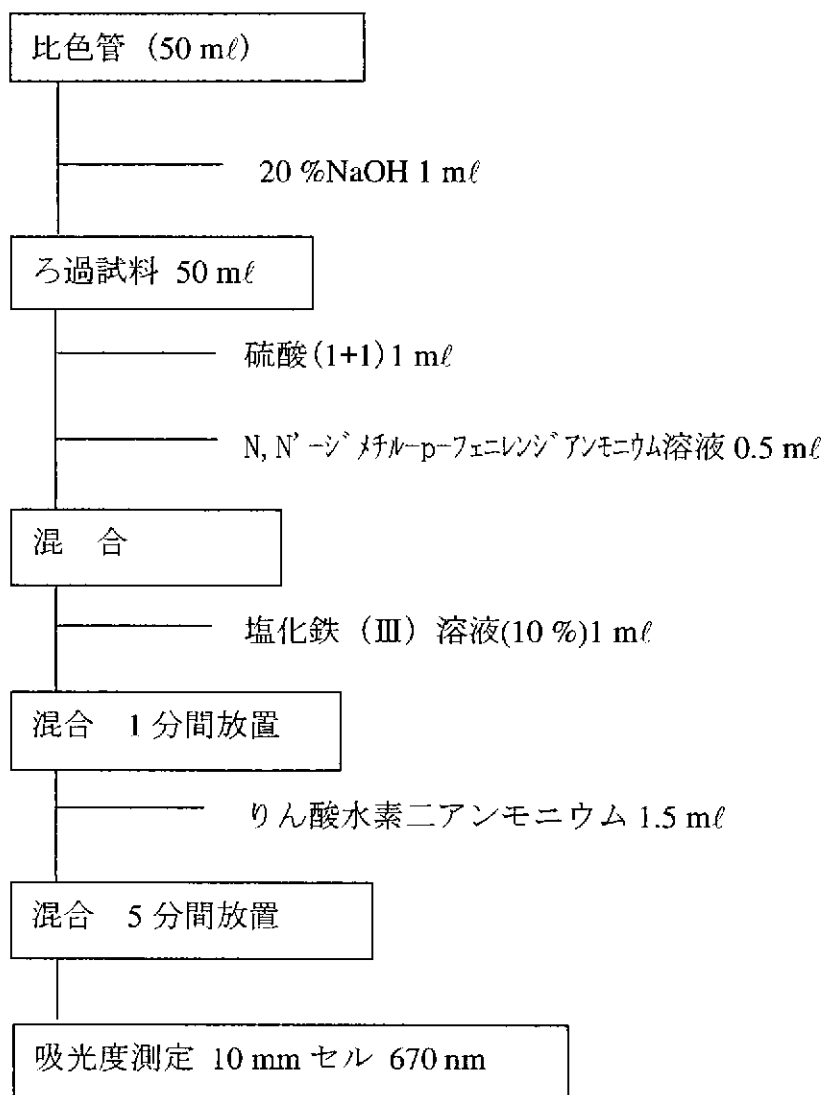 比色管 (50 mℓ)
20 %NaOH 1 mℓ
ろ過試料 50 mℓ
硫酸(1+1) 1 mℓ
N, N'-ジメチル-p-フェニレンジアンモニウム溶液 0.5 mℓ
混　合
塩化鉄（Ⅲ）溶液(10 %)1 mℓ
混合　1 分間放置
りん酸水素二アンモニウム 1.5 mℓ
混合　5 分間放置
吸光度測定 10 mm セル 670 nm